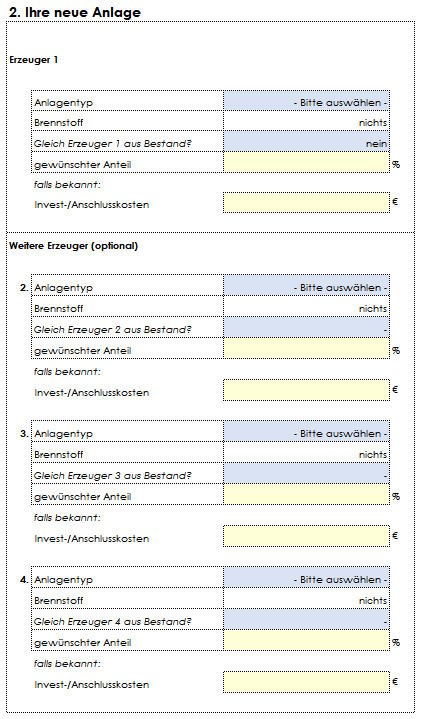 2. Ihre neue Anlage
Erzeuger 1
Anlagentyp - Bitte auswählen -
Brennstoff nichts
Gleich Erzeuger 1 aus Bestand? nein
gewünschter Anteil %
falls bekannt:
Invest-/Anschlusskosten €
Weitere Erzeuger (optional)
2. Anlagentyp - Bitte auswählen -
Brennstoff nichts
Gleich Erzeuger 2 aus Bestand? -
gewünschter Anteil %
falls bekannt:
Invest-/Anschlusskosten €
3. Anlagentyp - Bitte auswählen -
Brennstoff nichts
Gleich Erzeuger 3 aus Bestand? -
gewünschter Anteil %
falls bekannt:
Invest-/Anschlusskosten €
4. Anlagentyp - Bitte auswählen -
Brennstoff nichts
Gleich Erzeuger 4 aus Bestand? -
gewünschter Anteil %
falls bekannt:
Invest-/Anschlusskosten €